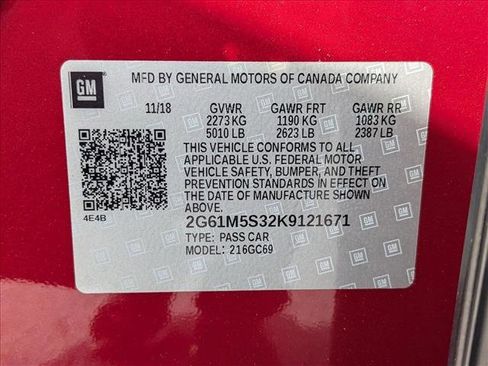 GM MFD BY GENERAL MOTORS OF CANADA COMPANY
11/18 GVWR GAWR FRT GAWR RR
2273 KG 1190 KG 1083 KG
5010 LB 2623 LB 2387 LB
THIS VEHICLE CONFORMS TO ALL
APPLICABLE U.S. FEDERAL MOTOR
VEHICLE SAFETY, BUMPER, AND THEFT
PREVENTION STANDARDS IN EFFECT ON
THE DATE OF MANUFACTURE SHOWN
ABOVE.
4E4B 2G61M5S32K9121671
TYPE: PASS CAR
MODEL: 216GC69